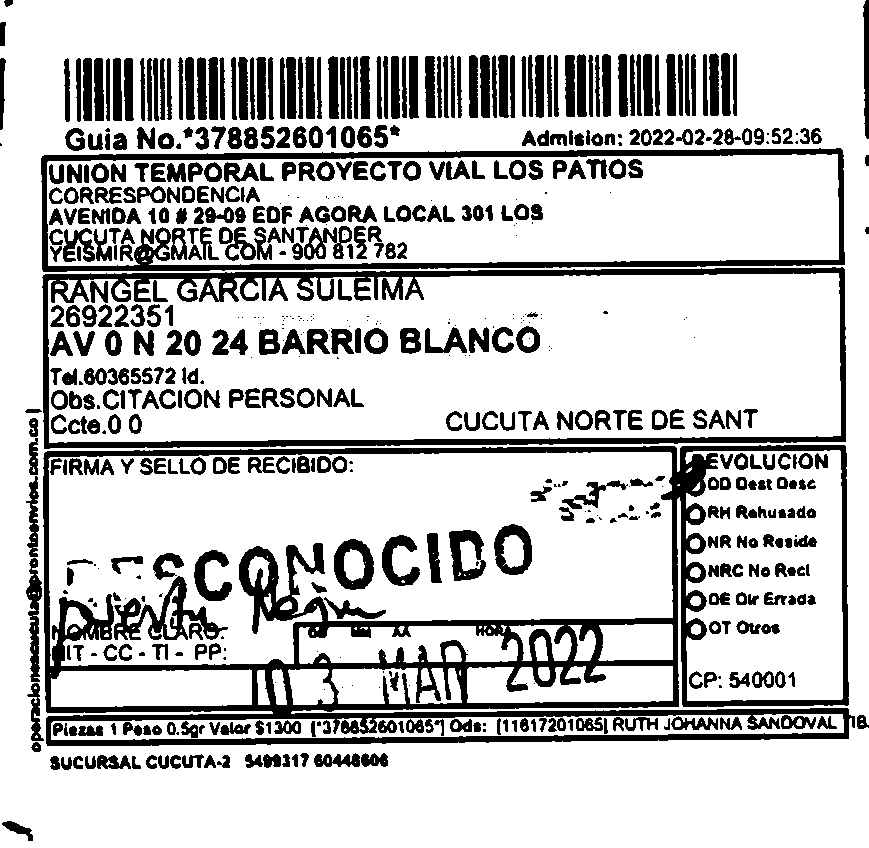 Guia No.*378852601065*
Admision: 2022-02-28-09:52:36
UNION TEMPORAL PROYECTO VIAL LOS PATIOS
CORRESPONDENCIA
AVENIDA 10 # 29-09 EDF AGORA LOCAL 301 LOS
CUCUTA NORTE DE SANTANDER
YEISMIR@GMAIL COM - 900 812 782
RANGEL GARCIA SULEIMA
26922351
AV 0 N 20 24 BARRIO BLANCO
Tel.60365572 Id.
Obs.CITACION PERSONAL
Ccte.0 0 CUCUTA NORTE DE SANT
operacionescucuta@prontoenvios.com.co |
FIRMA Y SELLO DE RECIBIDO:
DESCONOCIDO
Puerta Negra
NOMBRE CLARO:
NIT - CC - TI - PP:
DD MM AA HORA
03 MAR 2022
DEVOLUCION
DD Dest Desc
RH Rehusado
NR No Reside
NRC No Recl
DE Dir Errada
OT Otros
CP: 540001
Piezas 1 Peso 0.5gr Valor $1300 [*378852601065*] Ods: [11617201065] RUTH JOHANNA SANDOVAL TIB
SUCURSAL CUCUTA-2 5499317 60448606